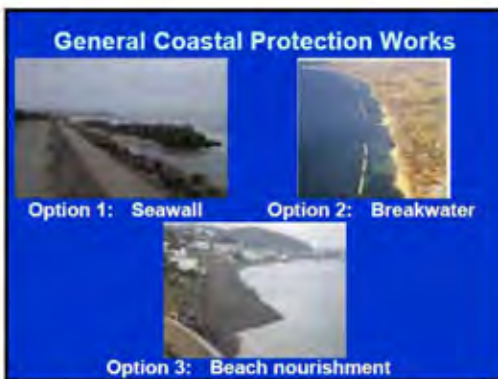 General Coastal Protection Works
Option 1: Seawall
Option 2: Breakwater
Option 3: Beach nourishment